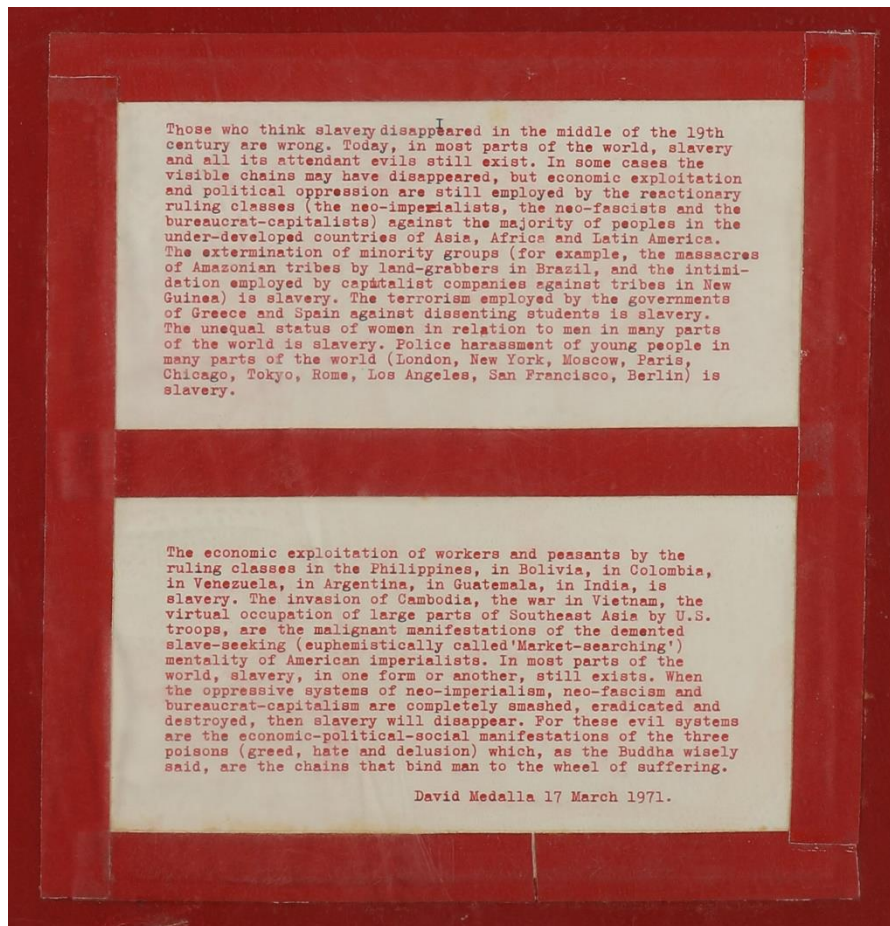 Those who think slavery disappeared in the middle of the 19th
century are wrong. Today, in most parts of the world, slavery
and all its attendant evils still exist. In some cases the
visible chains may have disappeared, but economic exploitation
and political oppression are still employed by the reactionary
ruling classes (the neo-imperialists, the neo-fascists and the
bureaucrat-capitalists) against the majority of peoples in the
under-developed countries of Asia, Africa and Latin America.
The extermination of minority groups (for example, the massacres
of Amazonian tribes by land-grabbers in Brazil, and the intimi-
dation employed by capitalist companies against tribes in New
Guinea) is slavery. The terrorism employed by the governments
of Greece and Spain against dissenting students is slavery.
The unequal status of women in relation to men in many parts
of the world is slavery. Police harassment of young people in
many parts of the world (London, New York, Moscow, Paris,
Chicago, Tokyo, Rome, Los Angeles, San Francisco, Berlin) is
slavery.
The economic exploitation of workers and peasants by the
ruling classes in the Philippines, in Bolivia, in Colombia,
in Venezuela, in Argentina, in Guatemala, in India, is
slavery. The invasion of Cambodia, the war in Vietnam, the
virtual occupation of large parts of Southeast Asia by U.S.
troops, are the malignant manifestations of the demented
slave-seeking (euphemistically called'Market-searching')
mentality of American imperialists. In most parts of the
world, slavery, in one form or another, still exists. When
the oppressive systems of neo-imperialism, neo-fascism and
bureaucrat-capitalism are completely smashed, eradicated and
destroyed, then slavery will disappear. For these evil systems
are the economic-political-social manifestations of the three
poisons (greed, hate and delusion) which, as the Buddha wisely
said, are the chains that bind man to the wheel of suffering.
David Medalla 17 March 1971.